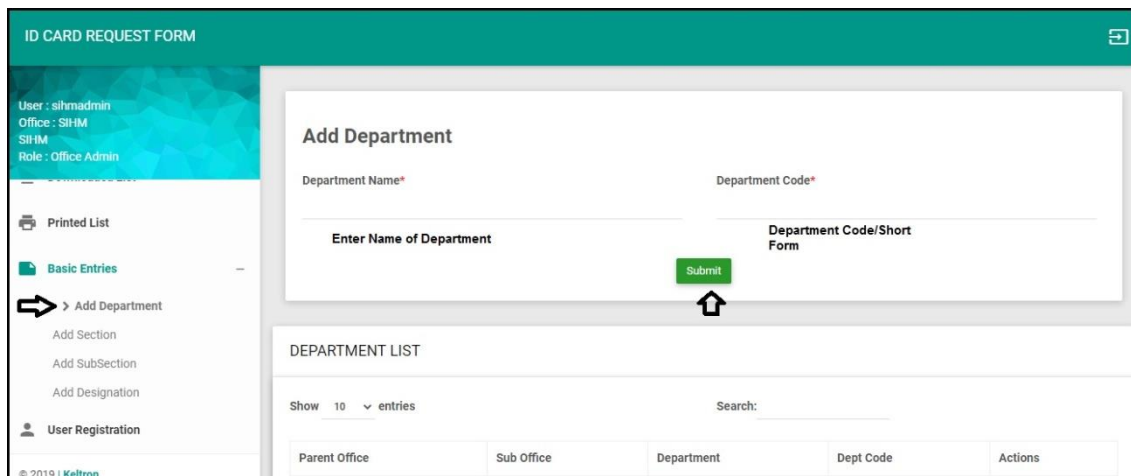 ID CARD REQUEST FORM
User : sihmadmin
Office : SIHM
SIHM
Role : Office Admin
Printed List
Basic Entries
Add Department
Add Section
Add SubSection
Add Designation
User Registration
© 2019 | Keltron
Add Department
Department Name* Department Code*
Enter Name of Department
Department Code/Short
Form
Submit
DEPARTMENT LIST
Show 10 entries Search:
Parent Office Sub Office Department Dept Code Actions